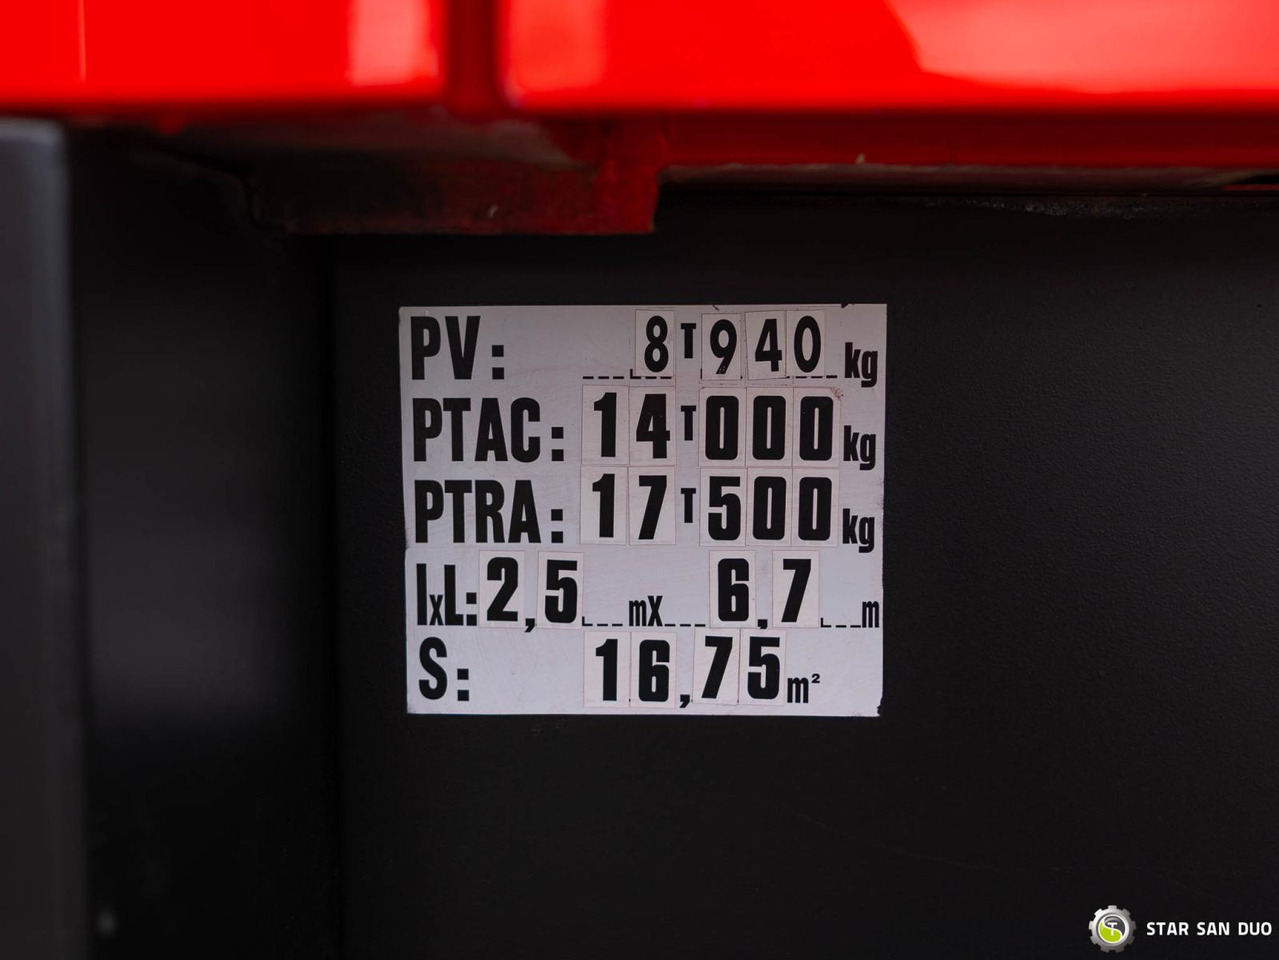 PV: 8T940 kg
PTAC: 14T000 kg
PTRA: 17T500 kg
lxL: 2,5 mX 6,7 m
S: 16,75 m²
STAR SAN DUO